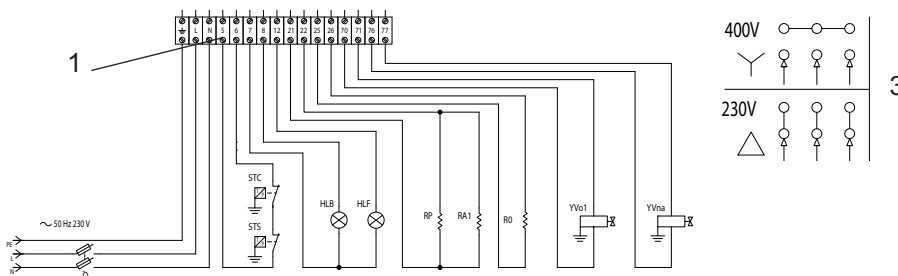 ⏚ L N 5 6 7 8 12 21 22 25 26 70 71 76 77
1
400V
3
230V
STC
STS
HLB
HLF
RP
RA1
R0
YVo1
YVna
~ 50 Hz 230 V
PE
L
N